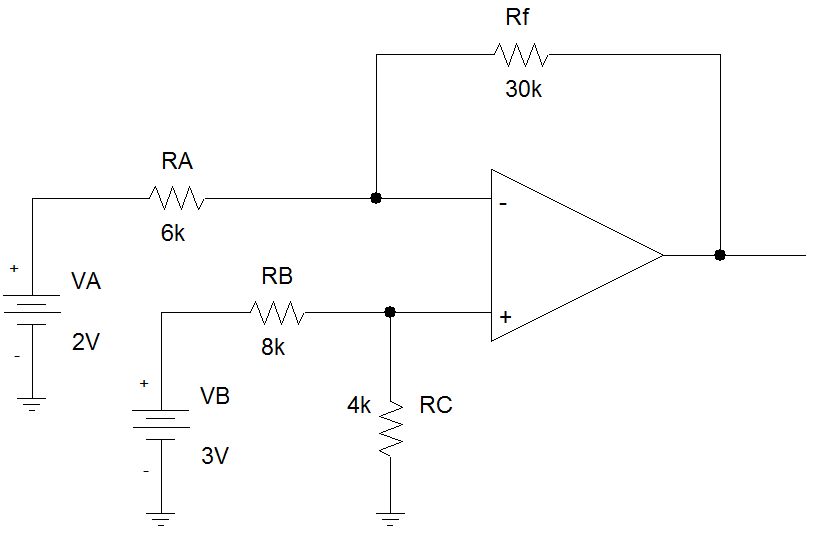 Rf
30k
RA
6k
-
+
VA
2V
-
RB
8k
+
+
VB
3V
-
4k RC